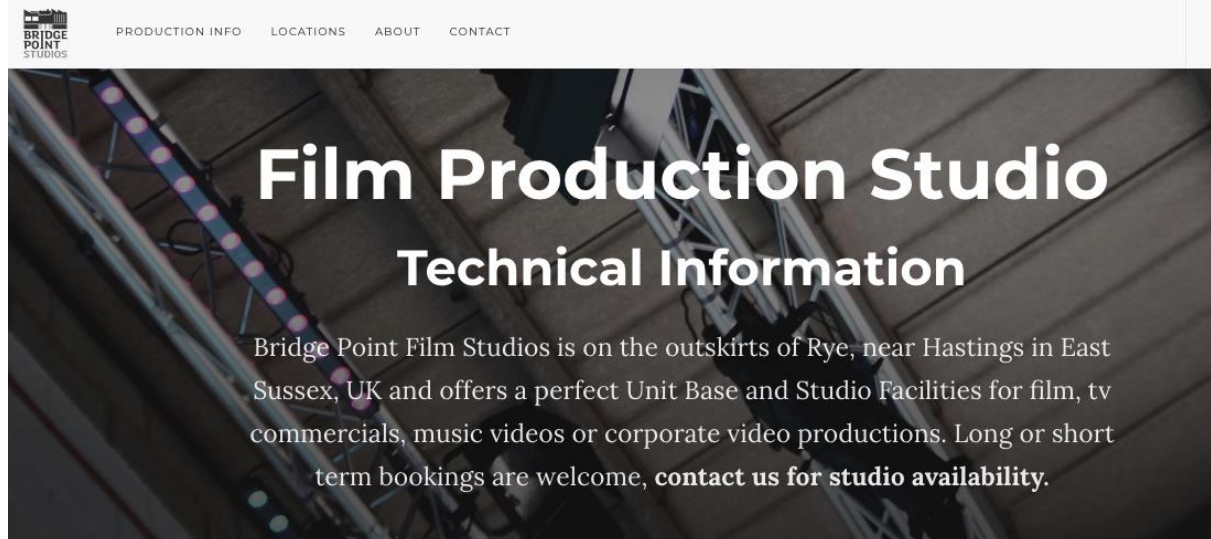 BRIDGE
POINT
STUDIOS
PRODUCTION INFO LOCATIONS ABOUT CONTACT
Film Production Studio
Technical Information
Bridge Point Film Studios is on the outskirts of Rye, near Hastings in East
Sussex, UK and offers a perfect Unit Base and Studio Facilities for film, tv
commercials, music videos or corporate video productions. Long or short
term bookings are welcome, contact us for studio availability.